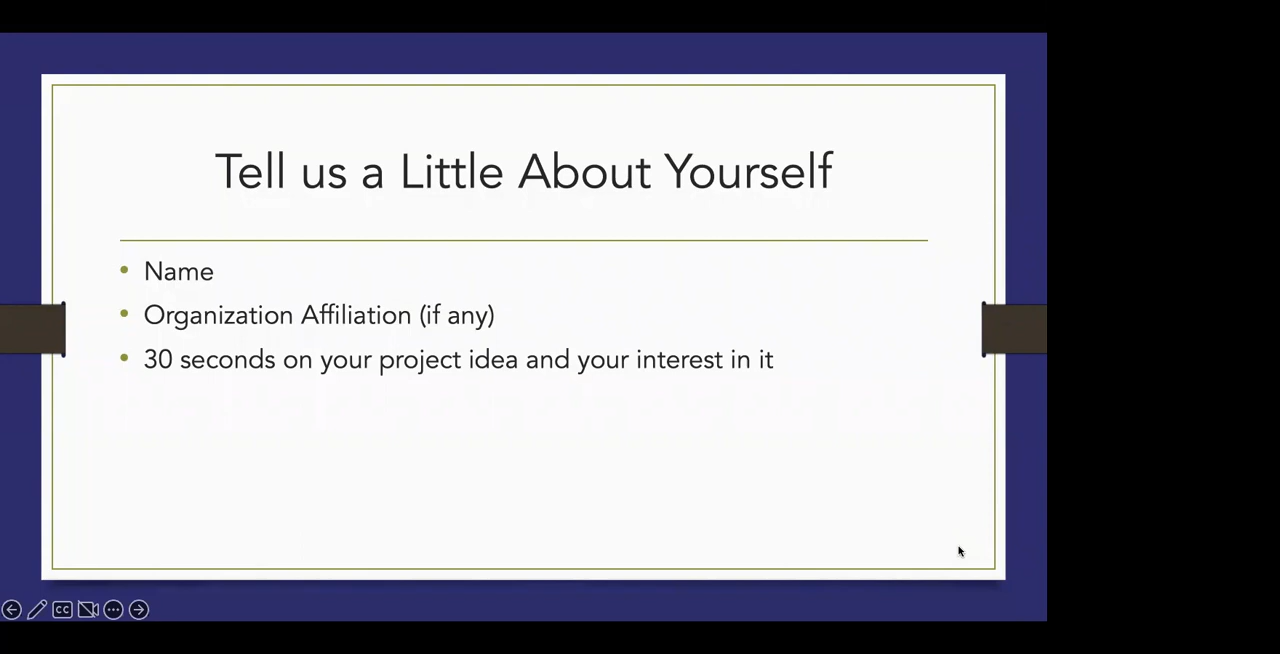 Tell us a Little About Yourself
• Name
• Organization Affiliation (if any)
• 30 seconds on your project idea and your interest in it
CC